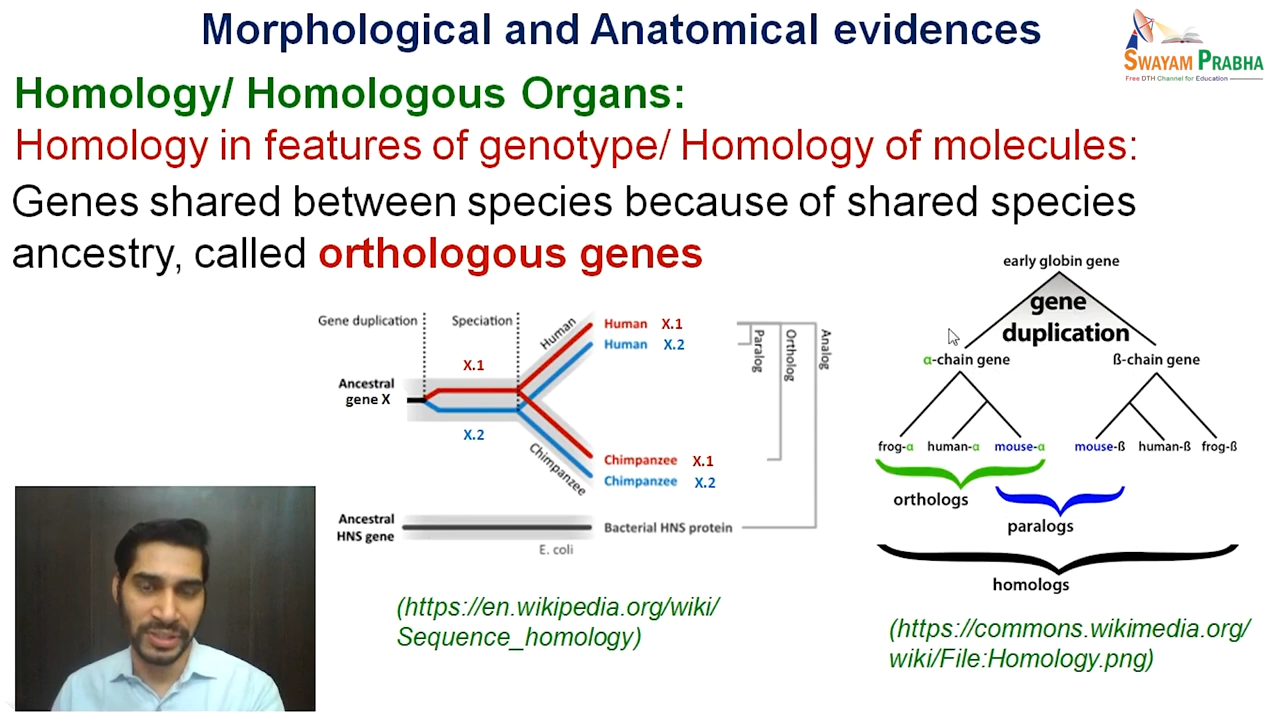 Morphological and Anatomical evidences
SWAYAM PRABHA
Free DTH Channel for Education
Homology/ Homologous Organs:
Homology in features of genotype/ Homology of molecules:
Genes shared between species because of shared species
ancestry, called orthologous genes
Gene duplication
Speciation
Human
Human X.1
Human X.2
X.1
Ancestral
gene X
X.2
Chimpanzee
Chimpanzee X.1
Chimpanzee X.2
Paralog
Ortholog
Analog
Ancestral
HNS gene
Bacterial HNS protein
E. coli
(https://en.wikipedia.org/wiki/
Sequence_homology)
early globin gene
gene
duplication
α-chain gene
ß-chain gene
frog-α human-α mouse-α mouse-ß human-ß frog-ß
orthologs
paralogs
homologs
(https://commons.wikimedia.org/
wiki/File:Homology.png)